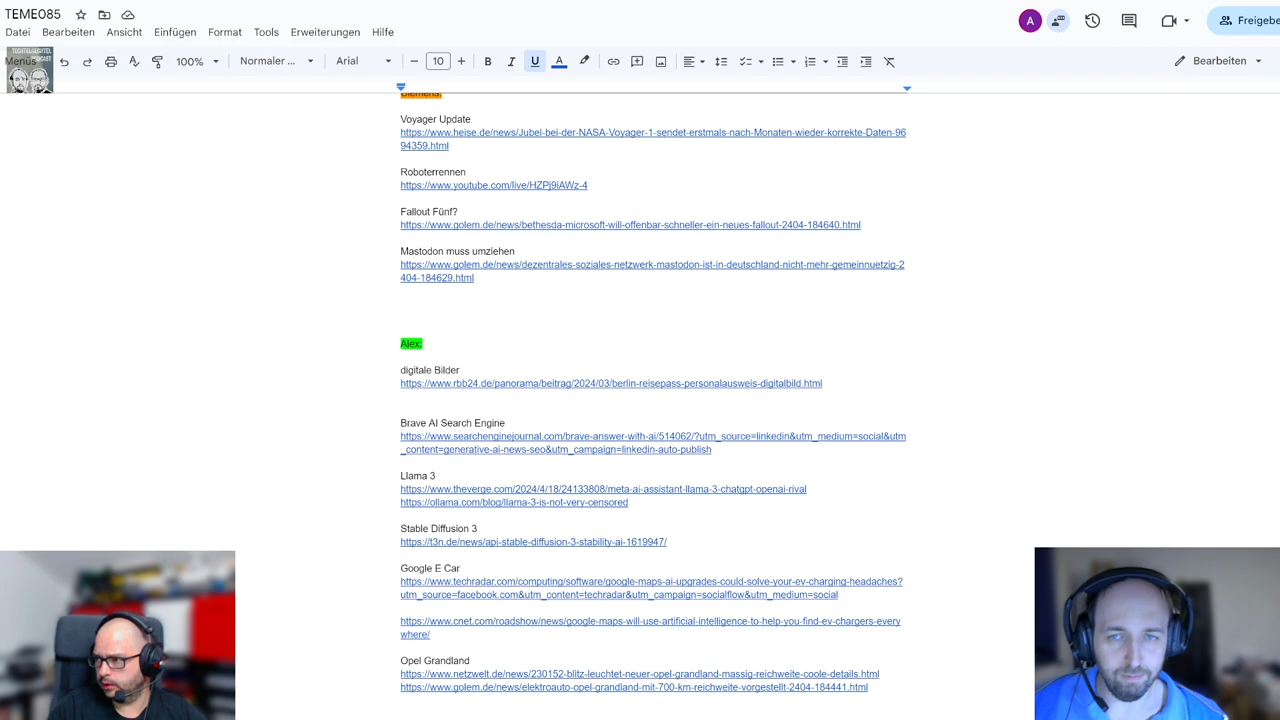 TEME085
Datei Bearbeiten Ansicht Einfügen Format Tools Erweiterungen Hilfe
A
Freigebe
TECHTELMECHTEL
PODCAST
Menüs
100% Normaler ... Arial 10 B I U A Bearbeiten
Clemens:
Voyager Update
https://www.heise.de/news/Jubel-bei-der-NASA-Voyager-1-sendet-erstmals-nach-Monaten-wieder-korrekte-Daten-96
94359.html
Roboterrennen
https://www.youtube.com/live/HZPj9iAWz-4
Fallout Fünf?
https://www.golem.de/news/bethesda-microsoft-will-offenbar-schneller-ein-neues-fallout-2404-184640.html
Mastodon muss umziehen
https://www.golem.de/news/dezentrales-soziales-netzwerk-mastodon-ist-in-deutschland-nicht-mehr-gemeinnuetzig-2
404-184629.html
Alex:
digitale Bilder
https://www.rbb24.de/panorama/beitrag/2024/03/berlin-reisepass-personalausweis-digitalbild.html
Brave AI Search Engine
https://www.searchenginejournal.com/brave-answer-with-ai/514062/?utm_source=linkedin&utm_medium=social&utm
_content=generative-ai-news-seo&utm_campaign=linkedin-auto-publish
Llama 3
https://www.theverge.com/2024/4/18/24133808/meta-ai-assistant-llama-3-chatgpt-openai-rival
https://ollama.com/blog/llama-3-is-not-very-censored
Stable Diffusion 3
https://t3n.de/news/api-stable-diffusion-3-stability-ai-1619947/
Google E Car
https://www.techradar.com/computing/software/google-maps-ai-upgrades-could-solve-your-ev-charging-headaches?
utm_source=facebook.com&utm_content=techradar&utm_campaign=socialflow&utm_medium=social
https://www.cnet.com/roadshow/news/google-maps-will-use-artificial-intelligence-to-help-you-find-ev-chargers-every
where/
Opel Grandland
https://www.netzwelt.de/news/230152-blitz-leuchtet-neuer-opel-grandland-massig-reichweite-coole-details.html
https://www.golem.de/news/elektroauto-opel-grandland-mit-700-km-reichweite-vorgestellt-2404-184441.html